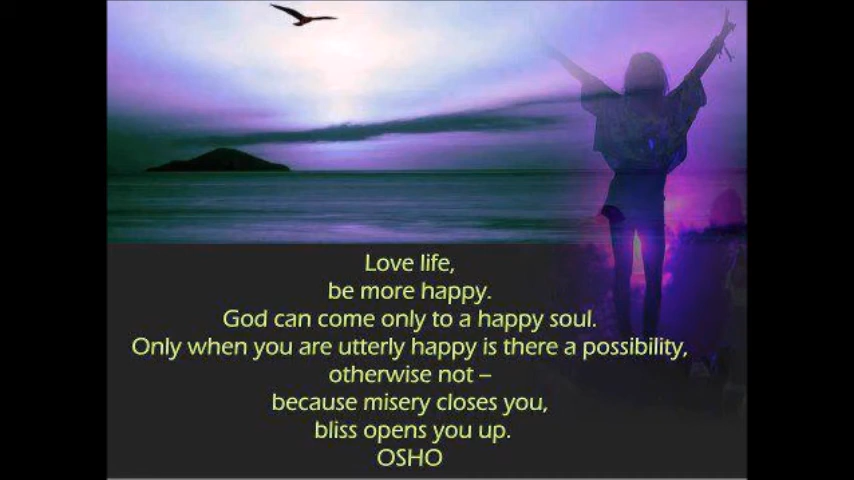 Love life,
be more happy.
God can come only to a happy soul.
Only when you are utterly happy is there a possibility,
otherwise not –
because misery closes you,
bliss opens you up.
OSHO